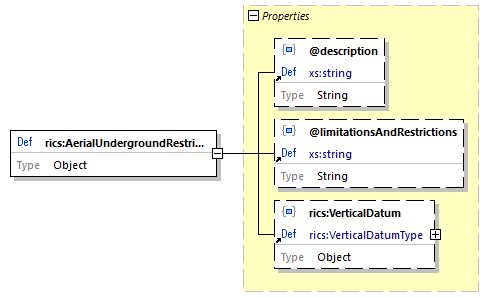 Properties
@description
Def xs:string
Type String
@limitationsAndRestrictions
Def xs:string
Type String
Def rics:AerialUndergroundRestri...
Type Object
rics:VerticalDatum
Def rics:VerticalDatumType
Type Object